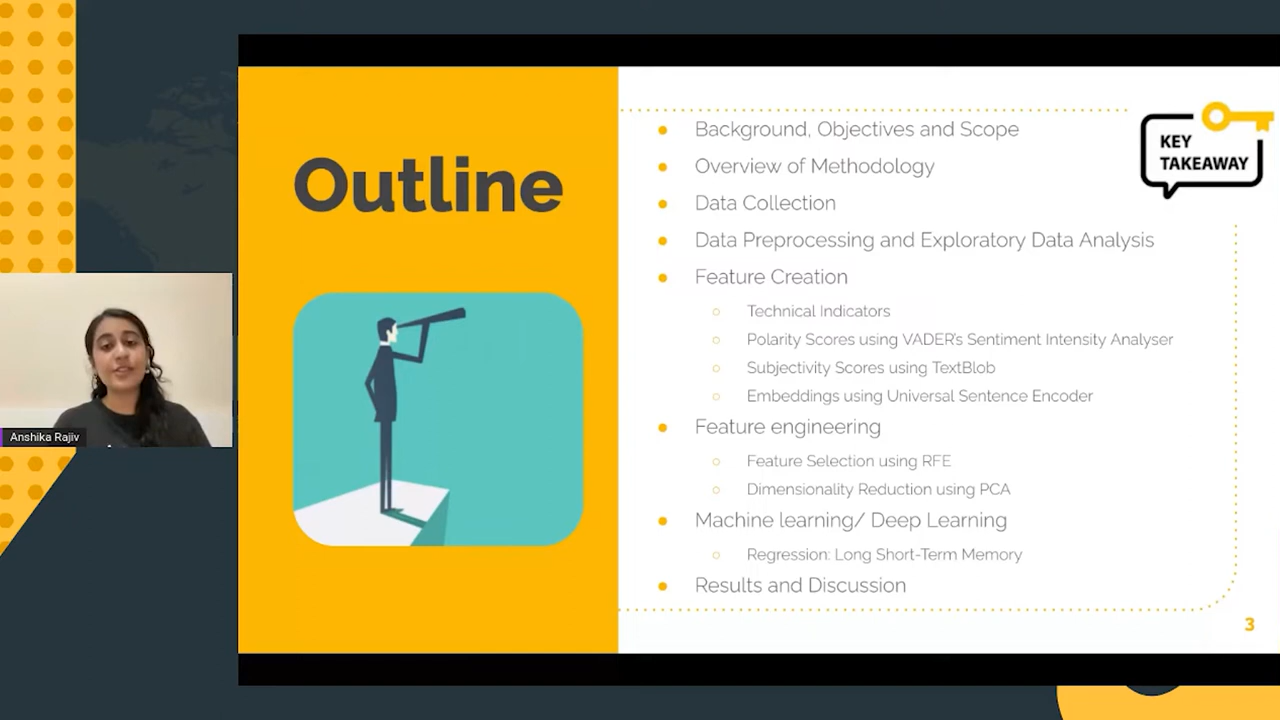 Outline
Background, Objectives and Scope
Overview of Methodology
Data Collection
Data Preprocessing and Exploratory Data Analysis
Feature Creation
Technical Indicators
Polarity Scores using VADER's Sentiment Intensity Analyser
Subjectivity Scores using TextBlob
Embeddings using Universal Sentence Encoder
Feature engineering
Feature Selection using RFE
Dimensionality Reduction using PCA
Machine learning/ Deep Learning
Regression: Long Short-Term Memory
Results and Discussion
KEY
TAKEAWAY
3
Anshika Rajiv